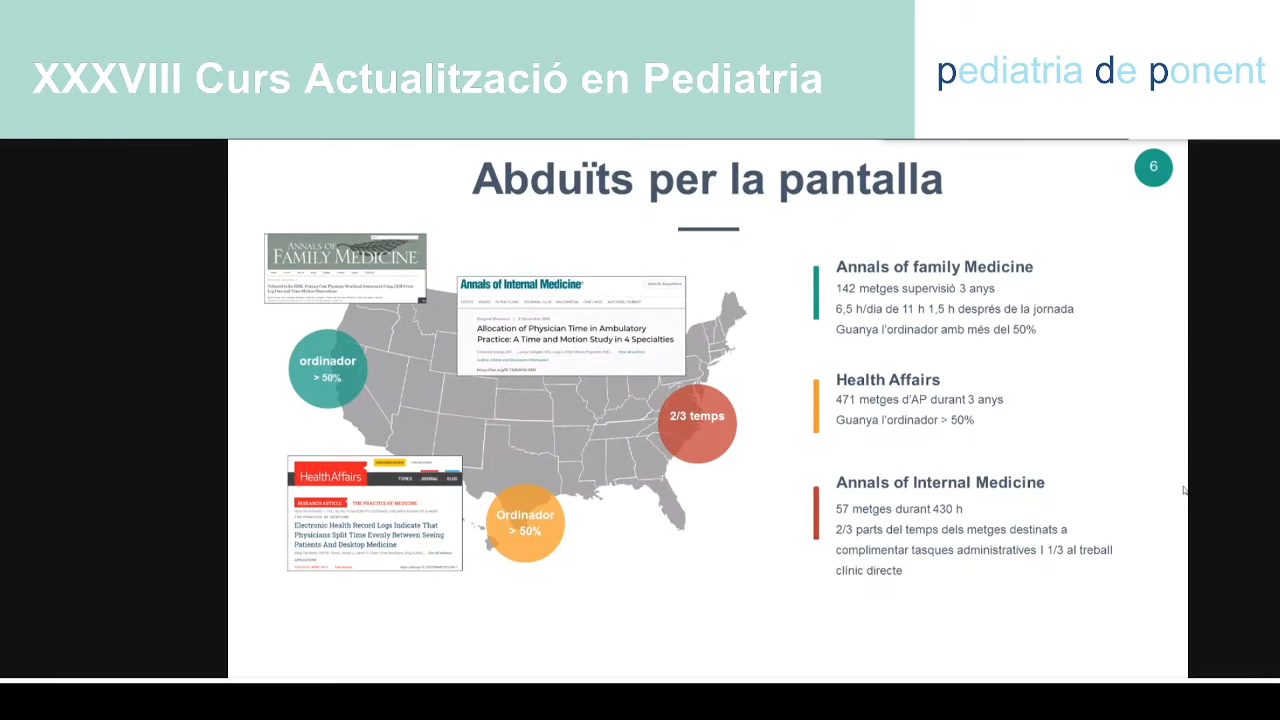 XXXVIII Curs Actualització en Pediatria
pediatria de ponent
Abduïts per la pantalla
6
ANNALS OF
FAMILY MEDICINE
Annals of Internal Medicine
Allocation of Physician Time in Ambulatory
Practice: A Time and Motion Study in 4 Specialties
ordinador
> 50%
2/3 temps
HealthAffairs
TOPICS JOURNAL BLOG
RESEARCH ARTICLE THE PRACTICE OF MEDICINE
Electronic Health Record Logs Indicate That
Physicians Split Time Evenly Between Seeing
Patients And Desktop Medicine
Ordinador
> 50%
Annals of family Medicine
142 metges supervisió 3 anys
6,5 h/dia de 11 h 1,5 h després de la jornada
Guanya l'ordinador amb més del 50%
Health Affairs
471 metges d'AP durant 3 anys
Guanya l'ordinador > 50%
Annals of Internal Medicine
57 metges durant 430 h
2/3 parts del temps dels metges destinats a
complimentar tasques administratives I 1/3 al treball
clínic directe